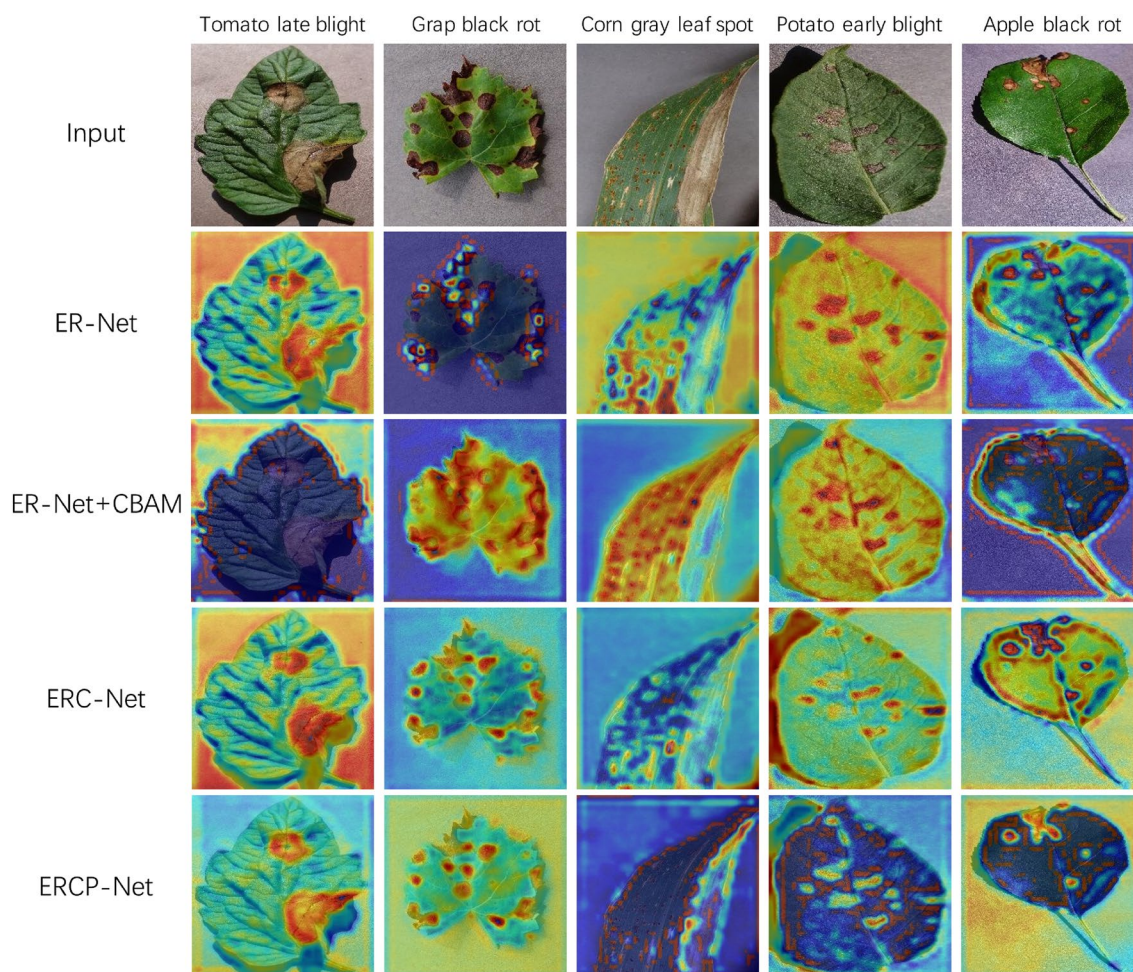 Tomato late blight Grap black rot Corn gray leaf spot Potato early blight Apple black rot
Input
ER-Net
ER-Net+CBAM
ERC-Net
ERCP-Net